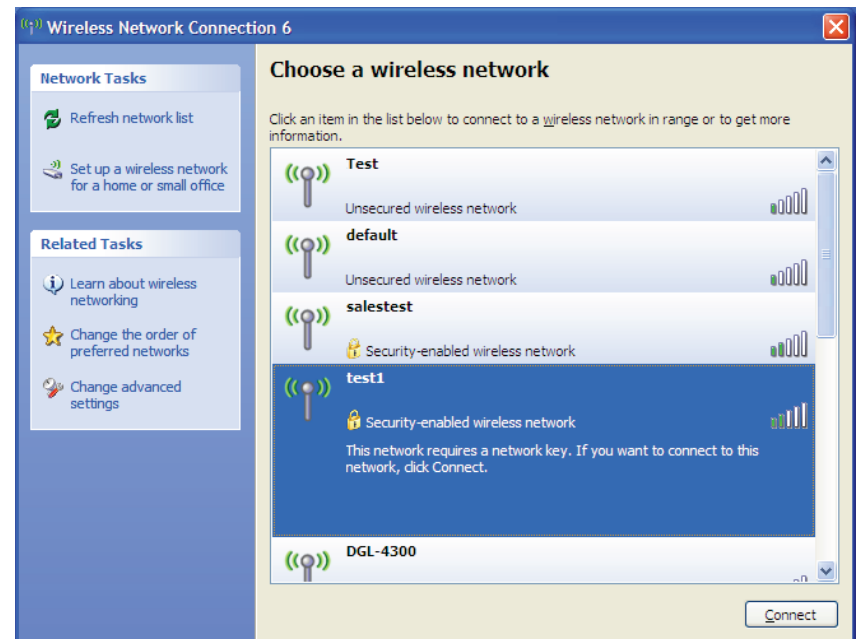 Wireless Network Connection 6
Network Tasks
Refresh network list
Set up a wireless network
for a home or small office
Related Tasks
Learn about wireless
networking
Change the order of
preferred networks
Change advanced
settings
Choose a wireless network
Click an item in the list below to connect to a wireless network in range or to get more
information.
Test
Unsecured wireless network
default
Unsecured wireless network
salestest
Security-enabled wireless network
test1
Security-enabled wireless network
This network requires a network key. If you want to connect to this
network, click Connect.
DGL-4300
Connect